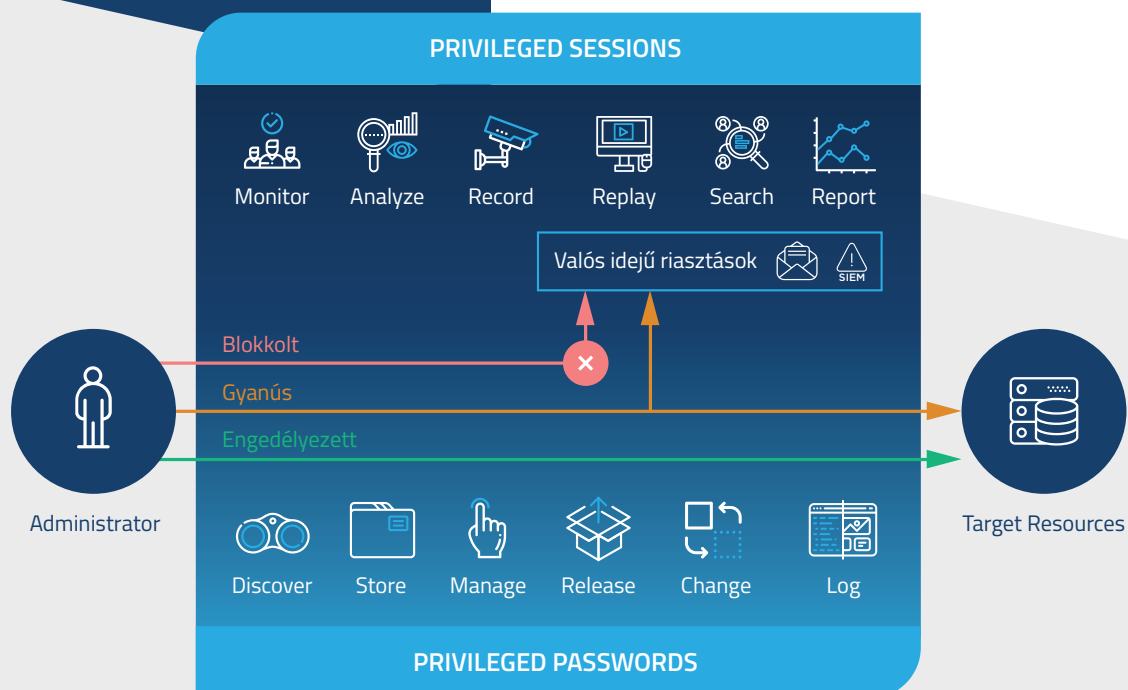 PRIVILEGED SESSIONS
Monitor Analyze Record Replay Search Report
Valós idejű riasztások
SIEM
Blokkolt
Gyanús
Engedélyezett
Administrator
Target Resources
Discover Store Manage Release Change Log
PRIVILEGED PASSWORDS